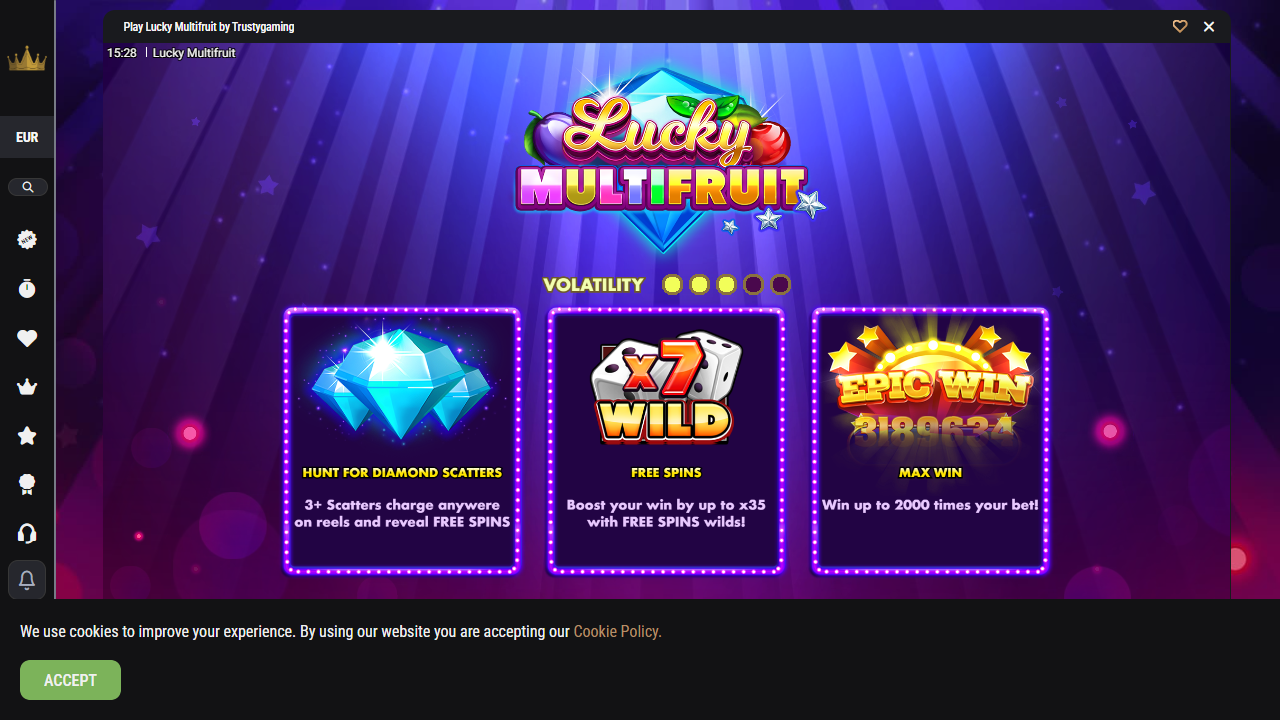 Play Lucky Multifruit by Trustygaming
15:28 | Lucky Multifruit
EUR
NEW
Lucky
MULTIFRUIT
VOLATILITY
x7
WILD
EPIC WIN
3189634
HUNT FOR DIAMOND SCATTERS
3+ Scatters charge anywere
on reels and reveal FREE SPINS
FREE SPINS
Boost your win by up to x35
with FREE SPINS wilds!
MAX WIN
Win up to 2000 times your bet!
We use cookies to improve your experience. By using our website you are accepting our Cookie Policy.
ACCEPT